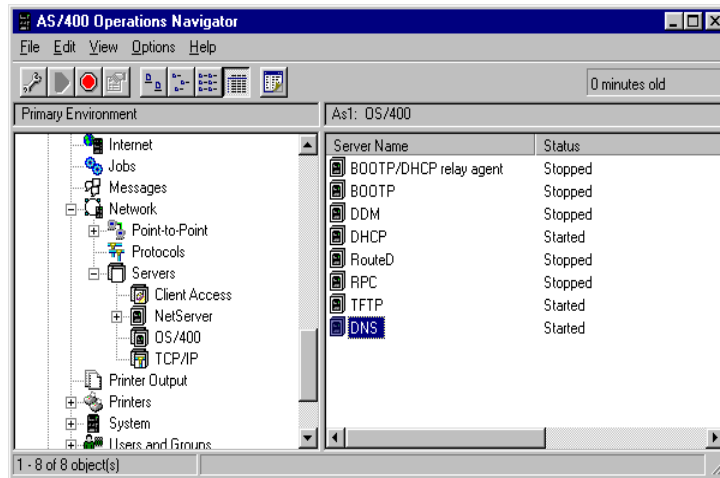 AS/400 Operations Navigator
File Edit View Options Help
0 minutes old
Primary Environment
As1: OS/400
Internet
Jobs
Messages
Network
Point-to-Point
Protocols
Servers
Client Access
NetServer
OS/400
TCP/IP
Printer Output
Printers
System
Users and Groups
Server Name Status
BOOTP/DHCP relay agent Stopped
BOOTP Stopped
DDM Stopped
DHCP Started
RouteD Stopped
RPC Stopped
TFTP Started
DNS Started
1 - 8 of 8 object(s)